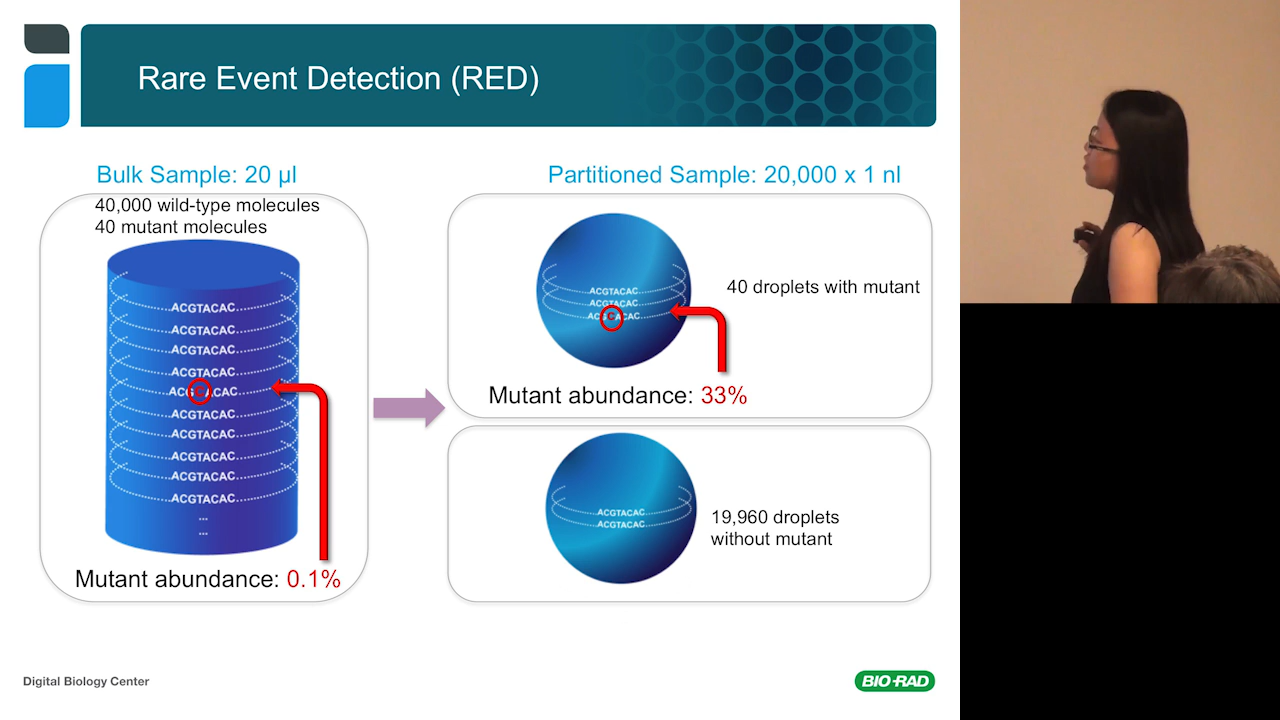 Rare Event Detection (RED)
Bulk Sample: 20 µl
40,000 wild-type molecules
40 mutant molecules
...ACGTACAC...
...ACGTACAC...
...ACGTACAC...
...ACGTACAC...
...ACGCACAC...
...ACGTACAC...
...ACGTACAC...
...ACGTACAC...
...ACGTACAC...
...ACGTACAC...
...
...
Mutant abundance: 0.1%
Partitioned Sample: 20,000 x 1 nl
...ACGTACAC...
...ACGTACAC...
...ACGCACAC...
40 droplets with mutant
Mutant abundance: 33%
...ACGTACAC...
...ACGTACAC...
19,960 droplets
without mutant
Digital Biology Center
BIO-RAD